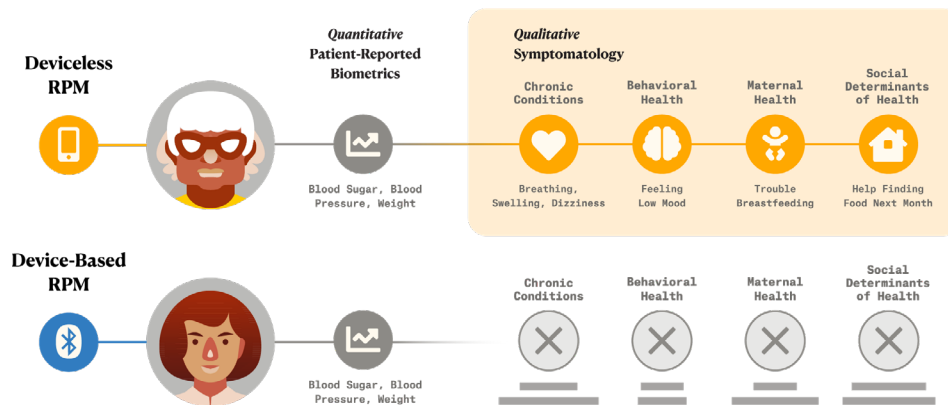 Deviceless
RPM
Quantitative
Patient-Reported
Biometrics
Blood Sugar, Blood
Pressure, Weight
Qualitative
Symptomatology
Chronic
Conditions
Breathing,
Swelling, Dizziness
Behavioral
Health
Feeling
Low Mood
Maternal
Health
Trouble
Breastfeeding
Social
Determinants
of Health
Help Finding
Food Next Month
Device-Based
RPM
Blood Sugar, Blood
Pressure, Weight
Chronic
Conditions
Behavioral
Health
Maternal
Health
Social
Determinants
of Health